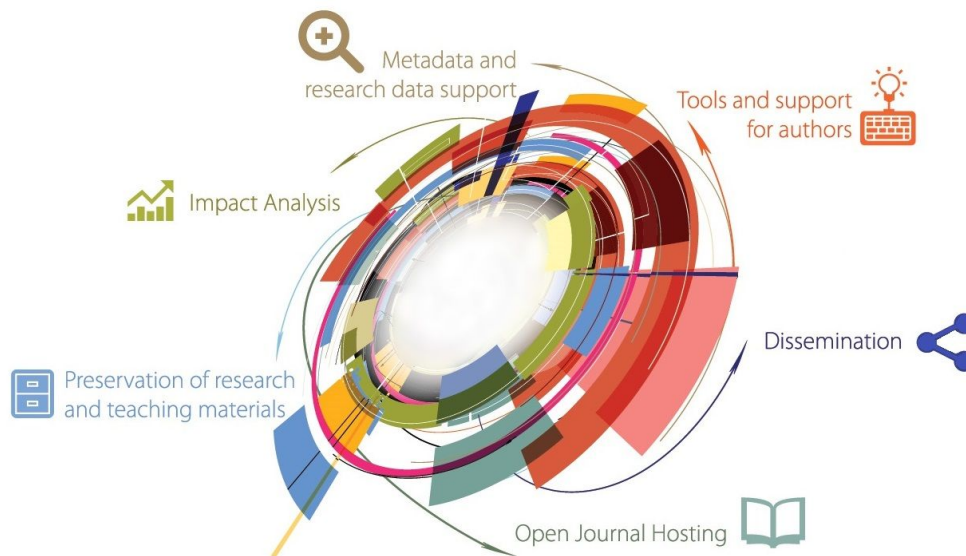 Metadata and
research data support
Tools and support
for authors
Impact Analysis
Dissemination
Preservation of research
and teaching materials
Open Journal Hosting